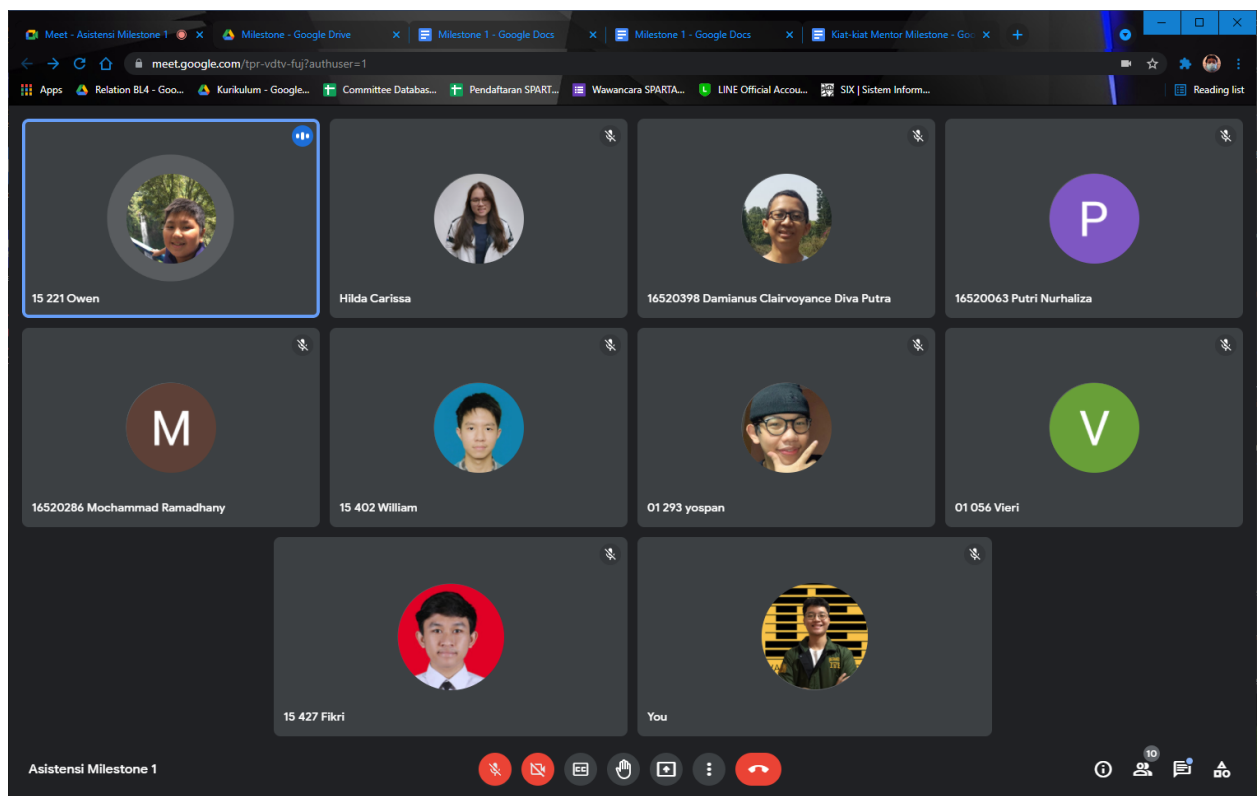 Meet - Asistensi Milestone 1
Milestone - Google Drive
Milestone 1 - Google Docs
Milestone 1 - Google Docs
Kiat-kiat Mentor Milestone - Goo
meet.google.com/tpr-vdtv-fuj?authuser=1
Apps Relation BL4 - Goo... Kurikulum - Google... Committee Databas... Pendaftaran SPART... Wawancara SPARTA... LINE Official Accou... SIX | Sistem Inform... Reading list
15 221 Owen
Hilda Carissa
16520398 Damianus Clairvoyance Diva Putra
P
16520063 Putri Nurhaliza
M
16520286 Mochammad Ramadhany
15 402 William
01 293 yospan
V
01 056 Vieri
15 427 Fikri
You
Asistensi Milestone 1
CC
10